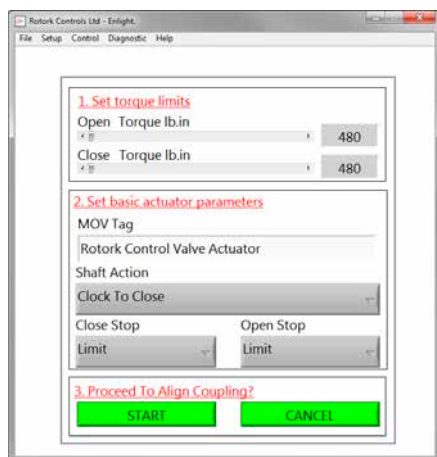 Rotork Controls Ltd - Enlight.
File Setup Control Diagnostic Help
1. Set torque limits
Open Torque lb.in
480
Close Torque lb.in
480
2. Set basic actuator parameters
MOV Tag
Rotork Control Valve Actuator
Shaft Action
Clock To Close
Close Stop Open Stop
Limit Limit
3. Proceed To Align Coupling?
START CANCEL